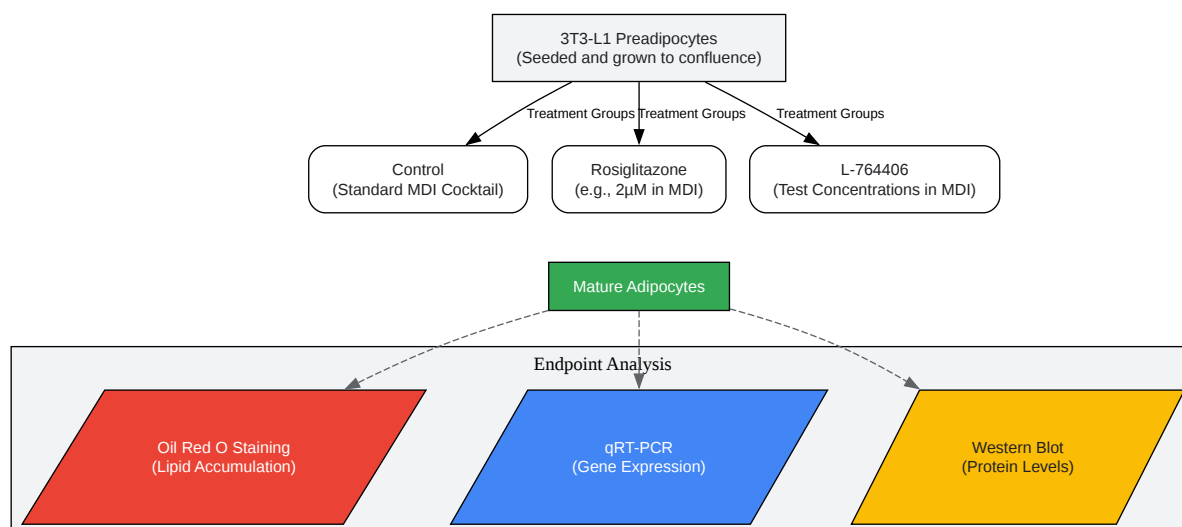 3T3-L1 Preadipocytes
(Seeded and grown to confluence)
Treatment Groups
Treatment Groups
Treatment Groups
Control
(Standard MDI Cocktail)
Rosiglitazone
(e.g., 2µM in MDI)
L-764406
(Test Concentrations in MDI)
Mature Adipocytes
Endpoint Analysis
Oil Red O Staining
(Lipid Accumulation)
qRT-PCR
(Gene Expression)
Western Blot
(Protein Levels)